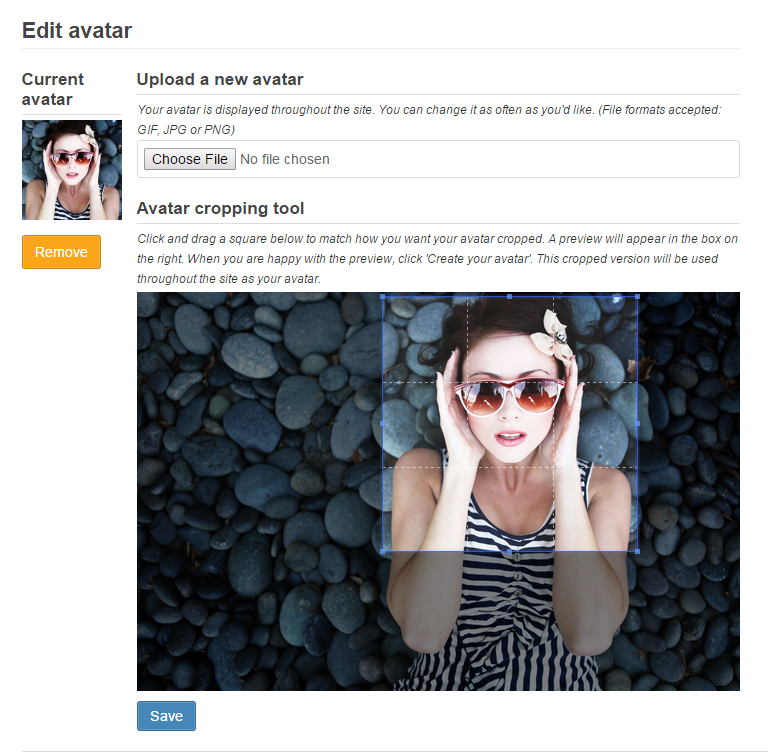 Edit avatar
Current
avatar
Remove
Upload a new avatar
Your avatar is displayed throughout the site. You can change it as often as you'd like. (File formats accepted:
GIF, JPG or PNG)
Choose File No file chosen
Avatar cropping tool
Click and drag a square below to match how you want your avatar cropped. A preview will appear in the box on
the right. When you are happy with the preview, click 'Create your avatar'. This cropped version will be used
throughout the site as your avatar.
Save